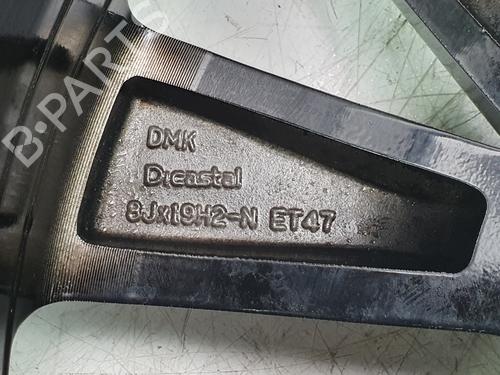 B-PARTS
DMK
Dicastal
8Jx19H2-N ET47